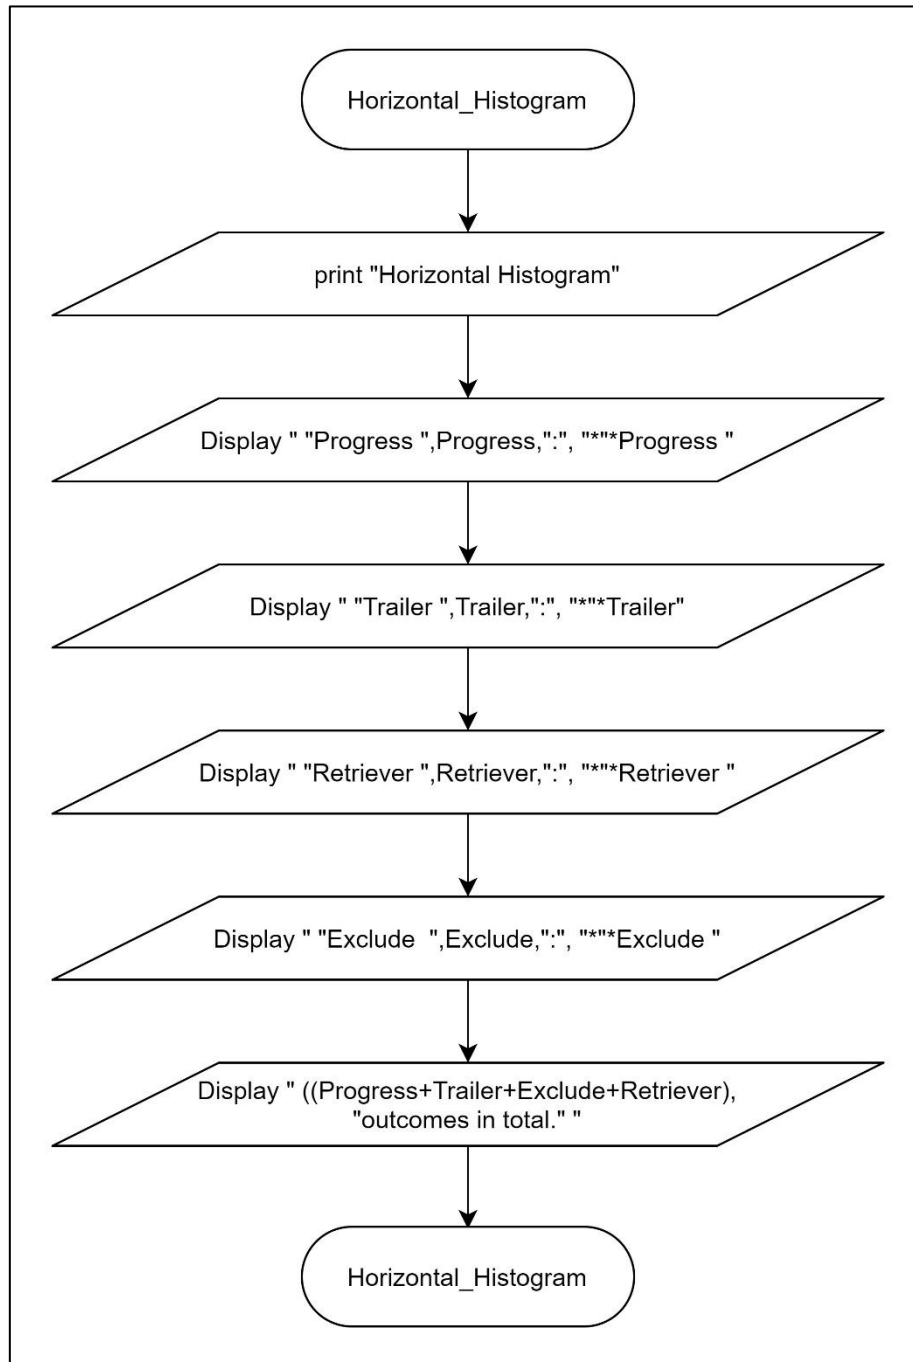 Horizontal_Histogram
print "Horizontal Histogram"
Display " "Progress ",Progress,":", "*"*Progress "
Display " "Trailer ",Trailer,":", "*"*Trailer"
Display " "Retriever ",Retriever,":", "*"*Retriever "
Display " "Exclude  ",Exclude,":", "*"*Exclude "
Display " ((Progress+Trailer+Exclude+Retriever),
"outcomes in total." "
Horizontal_Histogram